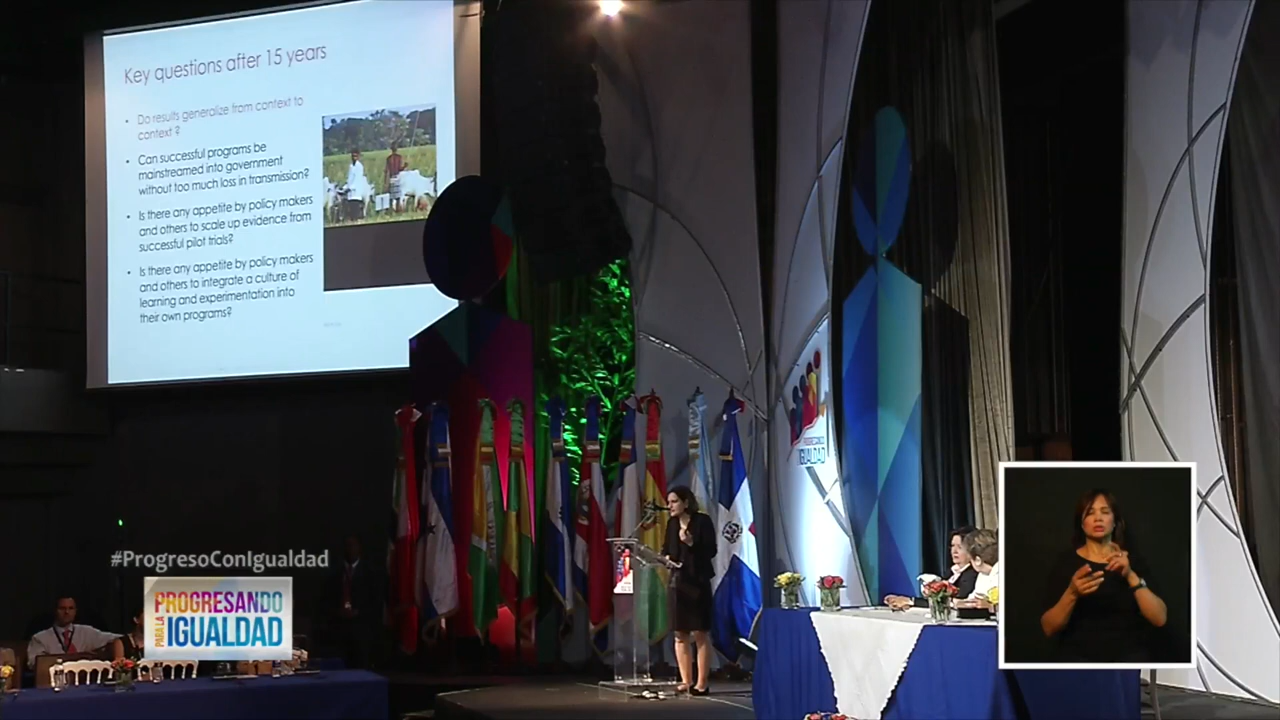 Key questions after 15 years
• Do results generalize from context to
context ?
• Can successful programs be
mainstreamed into government
without too much loss in transmission?
• Is there any appetite by policy makers
and others to scale up evidence from
successful pilot trials?
• Is there any appetite by policy makers
and others to integrate a culture of
learning and experimentation into
their own programs?
PROGRESANDO
IGUALDAD
#ProgresoConIgualdad
PROGRESANDO
PARA LA
IGUALDAD